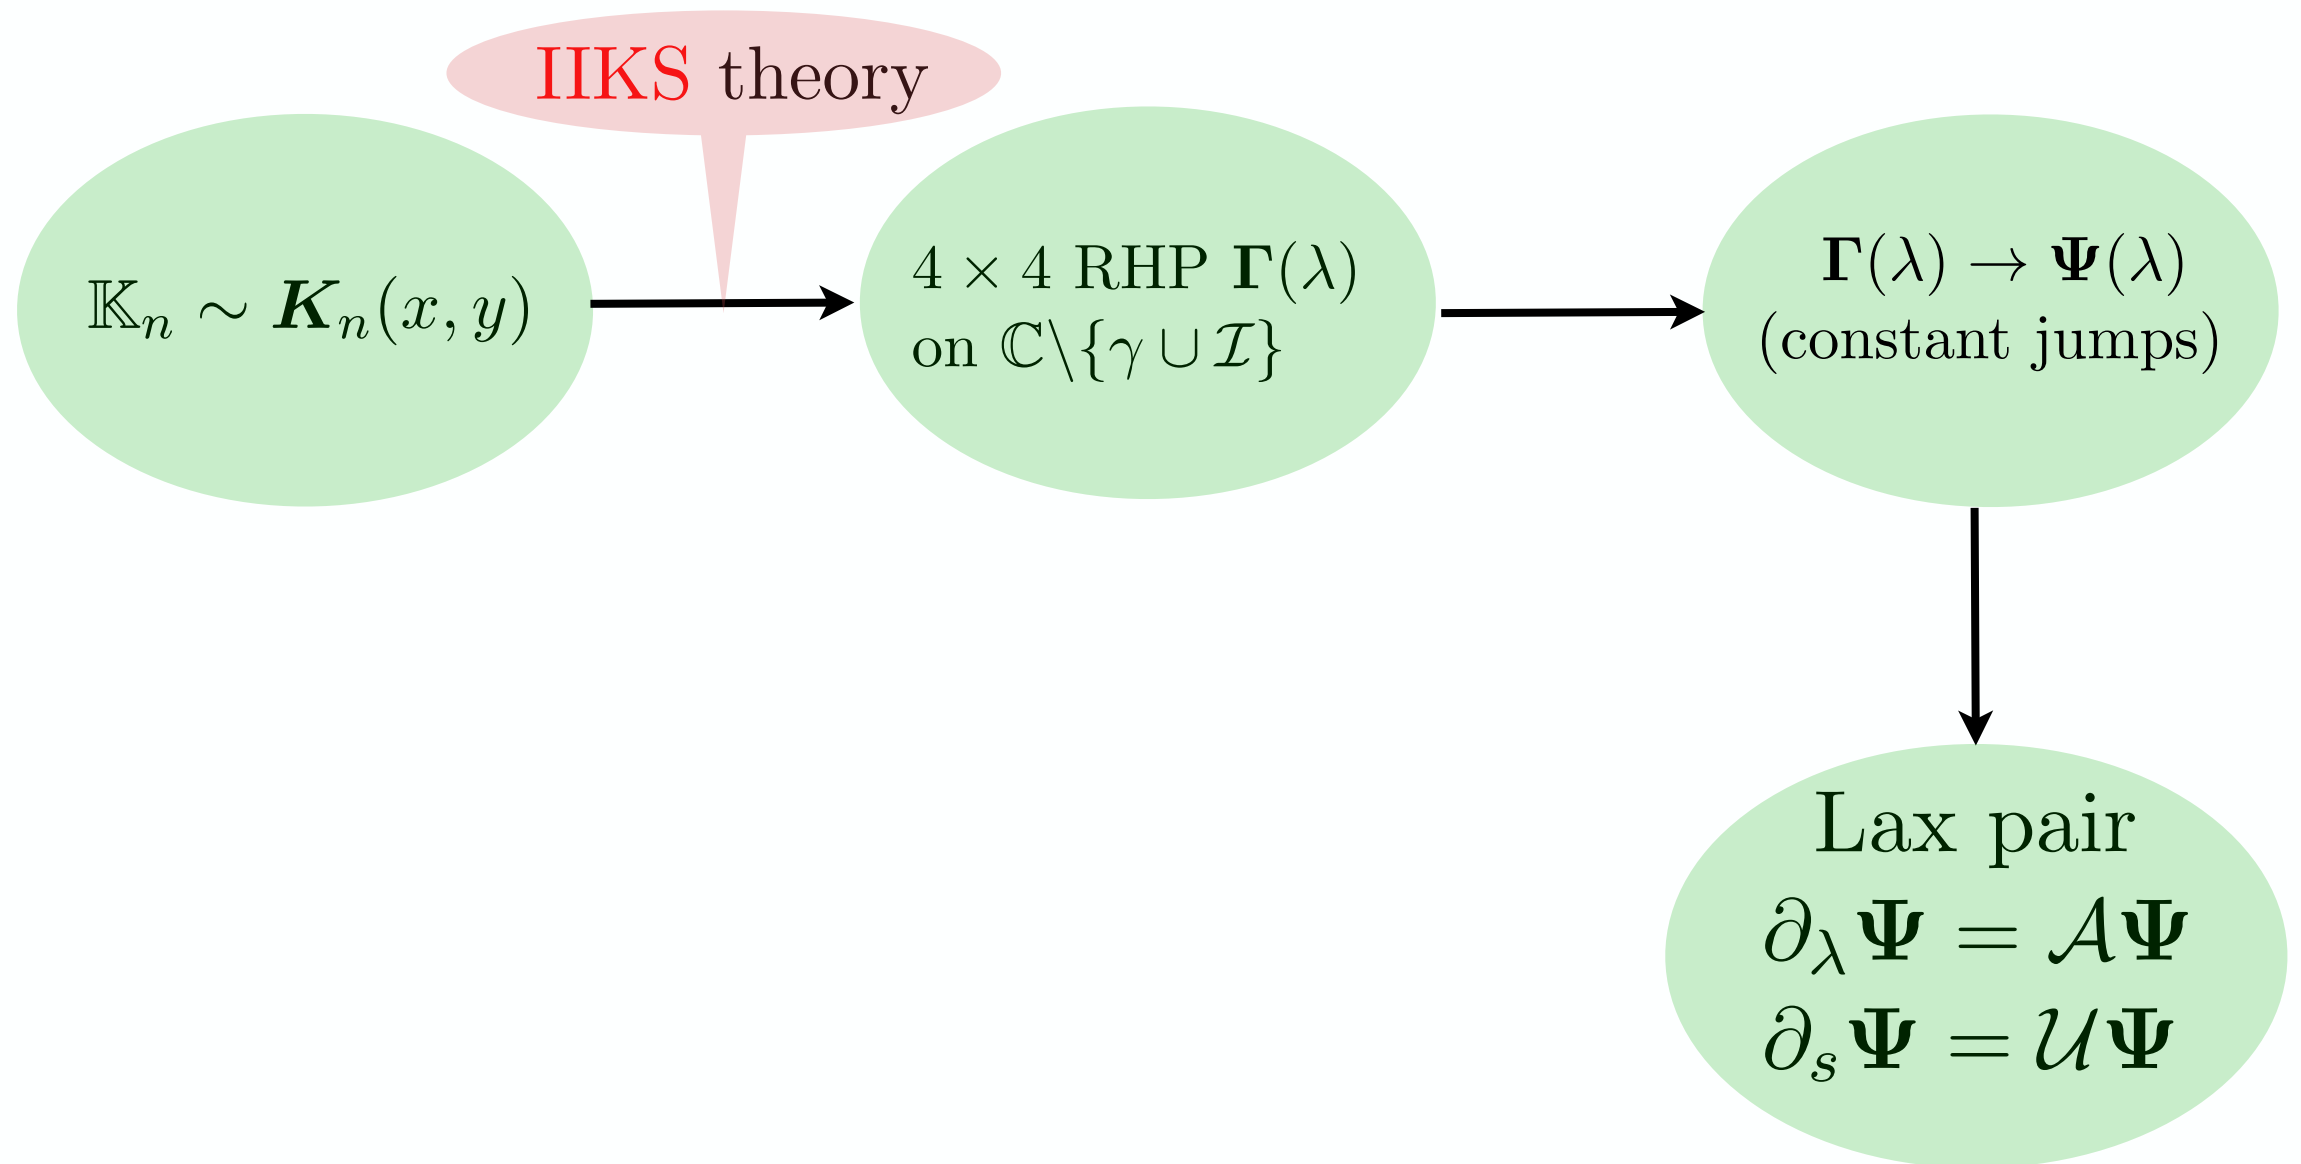 IIKS theory
𝕂ₙ ∼ 𝑲ₙ(x, y)
4 × 4 RHP 𝚪(λ)
on ℂ\{γ ∪ ℐ}
𝚪(λ) → 𝚿(λ)
(constant jumps)
Lax pair
∂_λ𝚿 = 𝒜𝚿
∂ₛ𝚿 = 𝒰𝚿